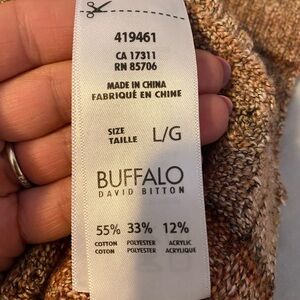 419461
CA 17311
RN 85706
MADE IN CHINA
FABRIQUÉ EN CHINE
SIZE
TAILLE L/G
BUFFALO
DAVID BITTON
55% 33% 12%
COTTON POLYESTER ACRYLIC
COTON POLYESTER ACRYLIQUE